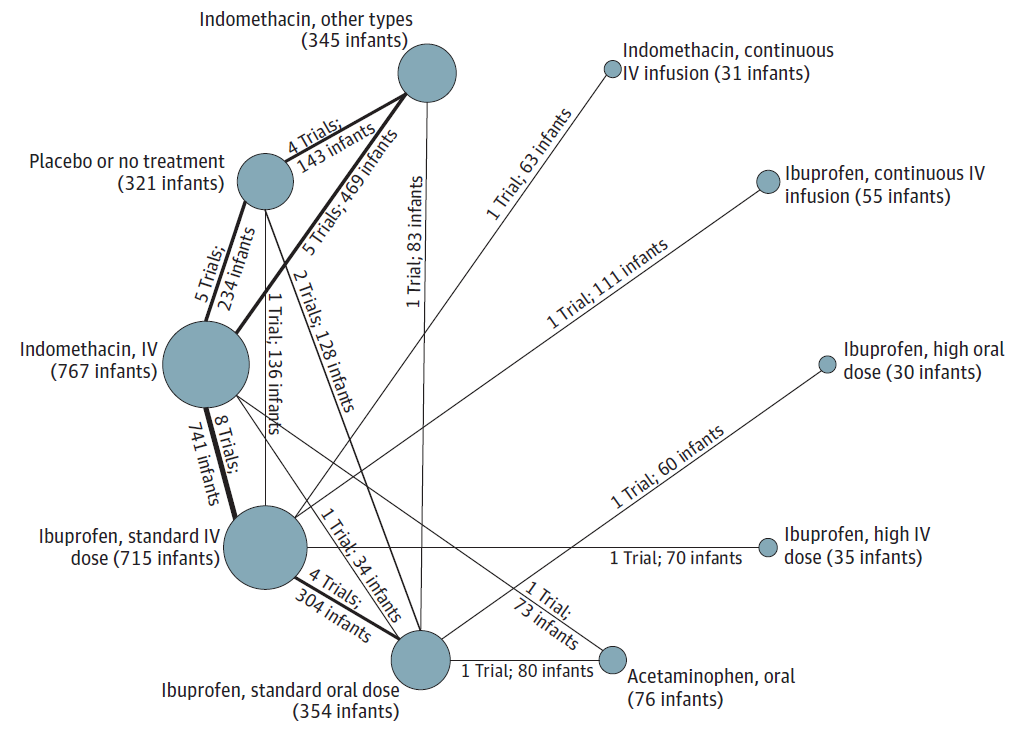 Indomethacin, other types
(345 infants)
Indomethacin, continuous
IV infusion (31 infants)
4 Trials;
143 infants
Placebo or no treatment
(321 infants)
Ibuprofen, continuous IV
infusion (55 infants)
5 Trials; 469 infants
1 Trial; 83 infants
1 Trial; 63 infants
5 Trials;
234 infants
1 Trial; 111 infants
1 Trial; 136 infants
2 Trials; 128 infants
Indomethacin, IV
(767 infants)
Ibuprofen, high oral
dose (30 infants)
8 Trials;
741 infants
1 Trial; 60 infants
Ibuprofen, standard IV
dose (715 infants)
1 Trial; 34 infants
Ibuprofen, high IV
dose (35 infants)
1 Trial; 70 infants
4 Trials;
304 infants
1 Trial;
73 infants
1 Trial; 80 infants
Ibuprofen, standard oral dose
(354 infants)
Acetaminophen, oral
(76 infants)